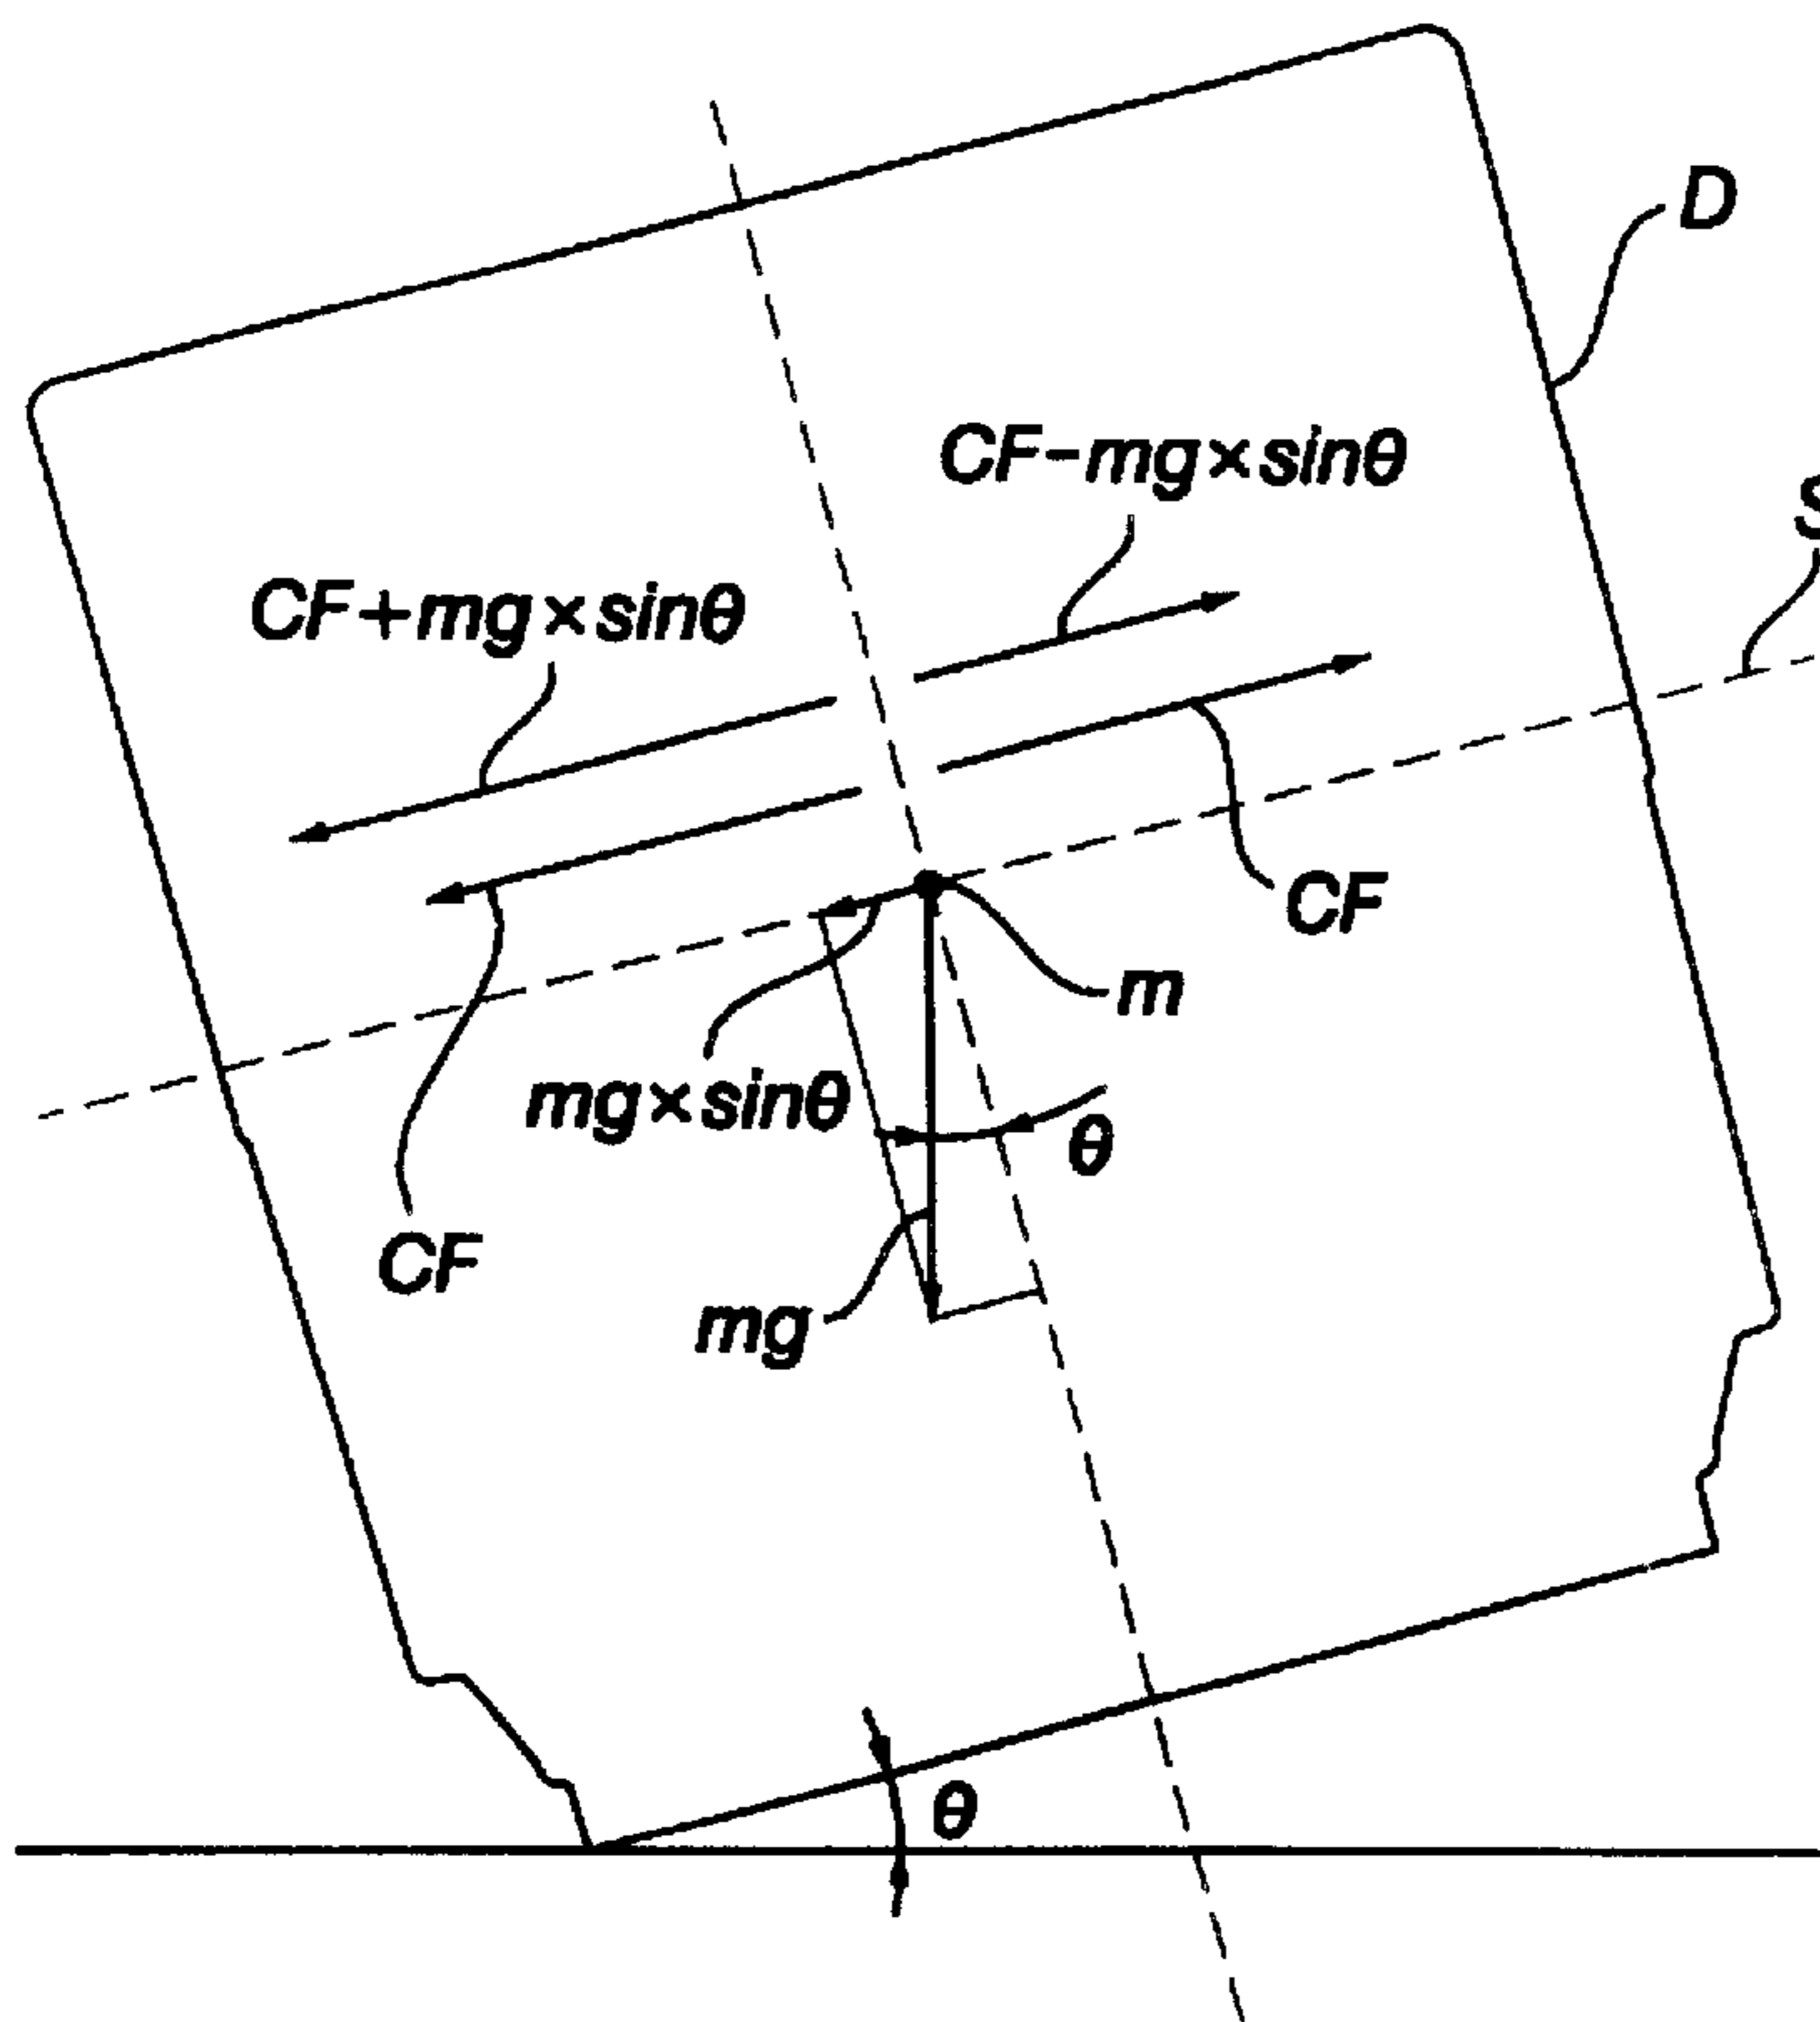 D
CF-mg×sinθ
S
CF+mg×sinθ
CF
m
mg×sinθ
θ
CF
mg
θ